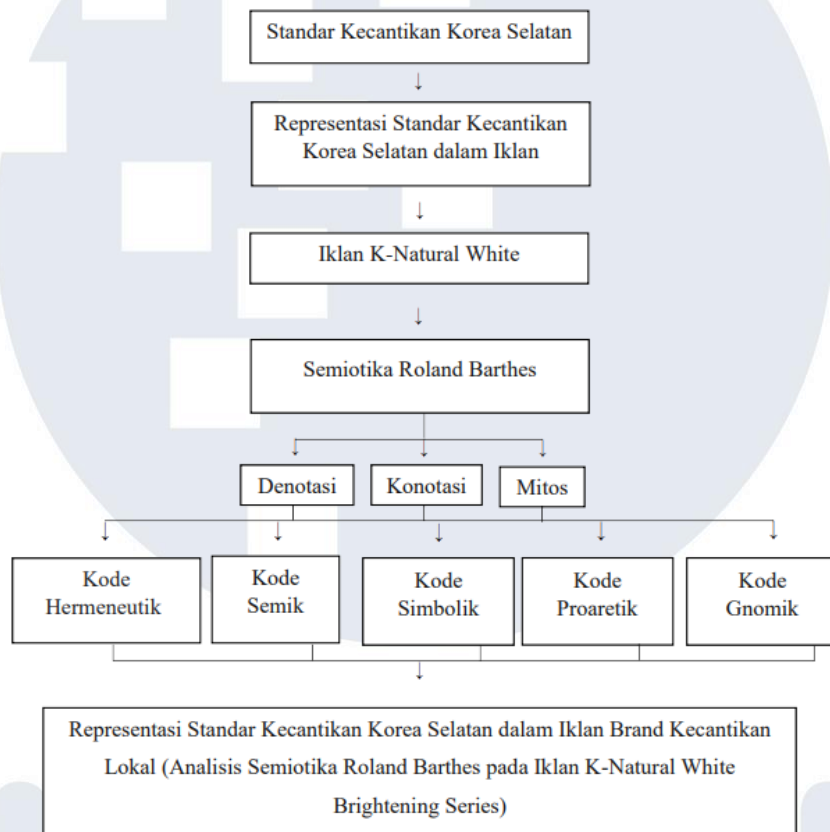 Standar Kecantikan Korea Selatan
Representasi Standar Kecantikan
Korea Selatan dalam Iklan
Iklan K-Natural White
Semiotika Roland Barthes
Denotasi
Konotasi
Mitos
Kode
Hermeneutik
Kode
Semik
Kode
Simbolik
Kode
Proaretik
Kode
Gnomik
Representasi Standar Kecantikan Korea Selatan dalam Iklan Brand Kecantikan
Lokal (Analisis Semiotika Roland Barthes pada Iklan K-Natural White
Brightening Series)